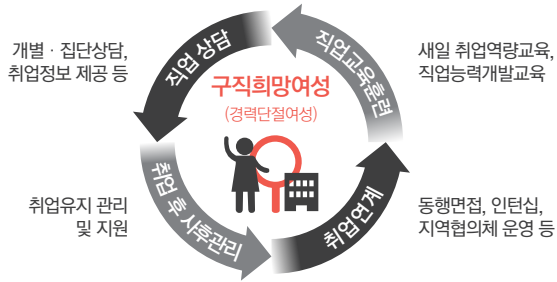 개별 · 집단상담,
취업정보 제공 등
직업 상담
직업교육훈련
새일 취업역량교육,
직업능력개발교육
구직희망여성
(경력단절여성)
취업유지 관리
및 지원
취업 후 사후관리
취업연계
동행면접, 인턴십,
지역협의체 운영 등